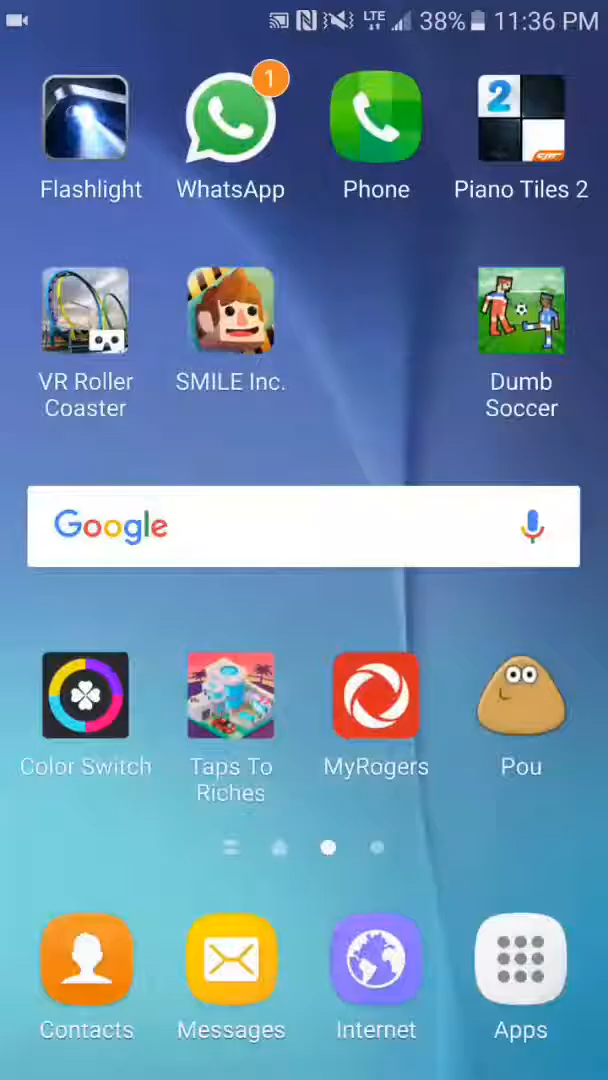 LTE 38% 11:36 PM
1
2
Flashlight WhatsApp Phone Piano Tiles 2
VR Roller Coaster SMILE Inc. Dumb Soccer
Google
Color Switch Taps To Riches MyRogers Pou
Contacts Messages Internet Apps